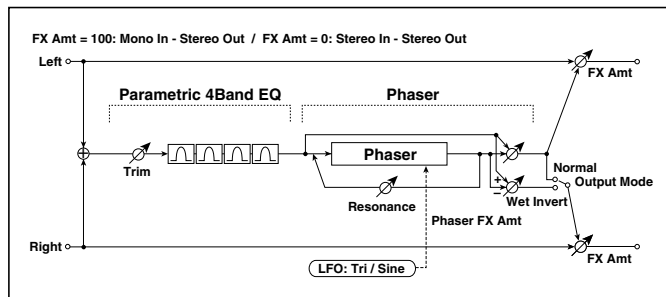 FX Amt = 100: Mono In - Stereo Out / FX Amt = 0: Stereo In - Stereo Out
Left
FX Amt
Parametric 4Band EQ
Phaser
Trim
Phaser
Normal
Output Mode
Resonance
+
–
Wet Invert
Phaser FX Amt
Right
FX Amt
LFO: Tri / Sine